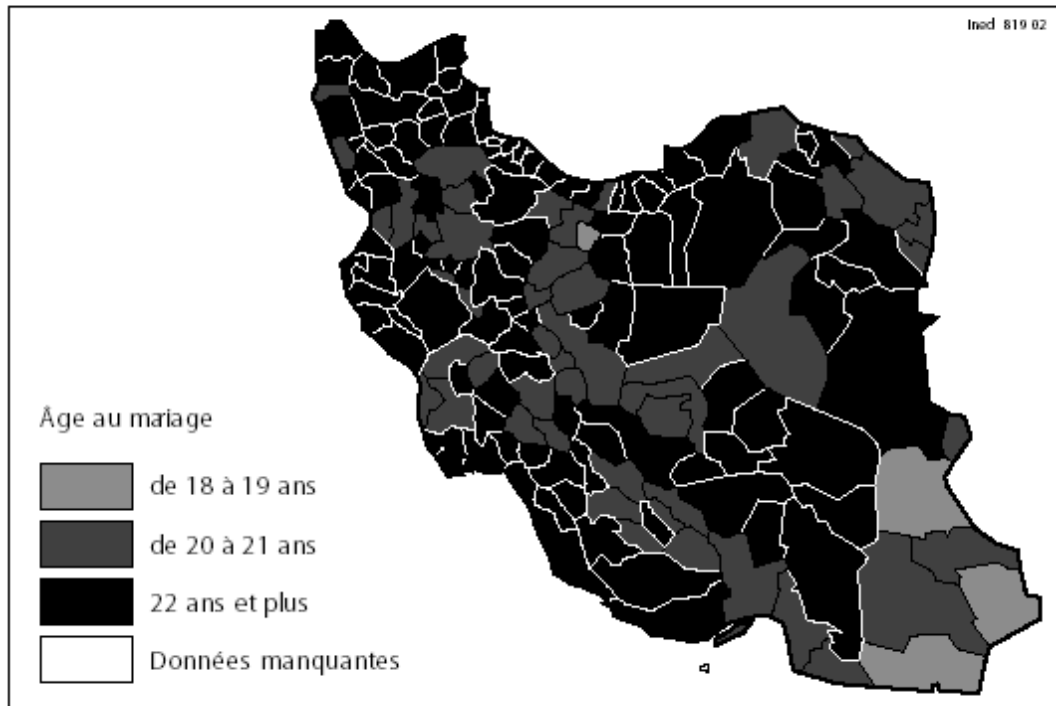 Ined 819 02
Âge au mariage
de 18 à 19 ans
de 20 à 21 ans
22 ans et plus
Données manquantes